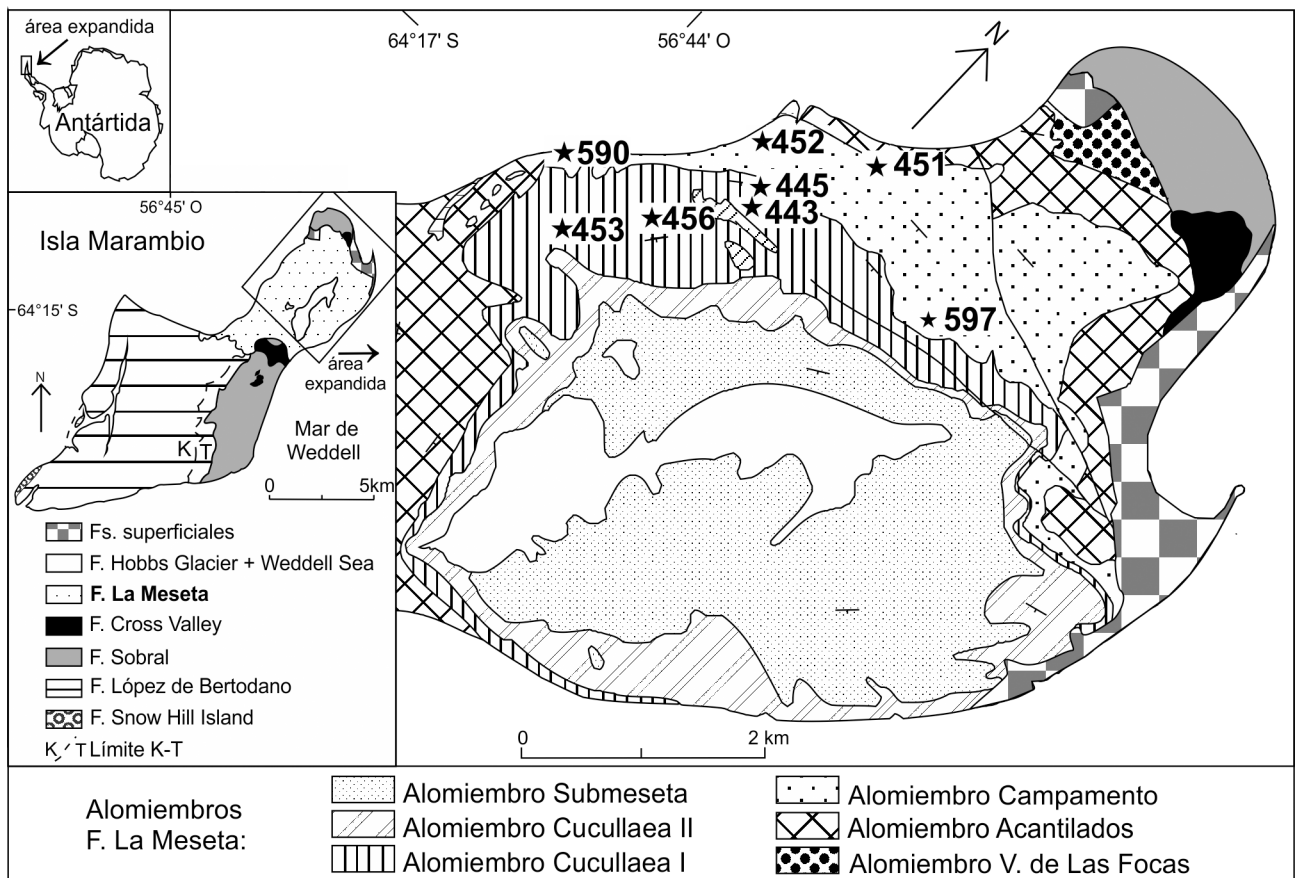 área expandida
Antártida
64°17' S
56°44' O
N
56°45' O
Isla Marambio
64°15' S
N
K T
área
expandida
Mar de
Weddell
0 5km
Fs. superficiales
F. Hobbs Glacier + Weddell Sea
F. La Meseta
F. Cross Valley
F. Sobral
F. López de Bertodano
F. Snow Hill Island
K T Límite K-T
590
452
451
445
443
453
456
597
0 2 km
Alomiembros
F. La Meseta:
Alomiembro Submeseta
Alomiembro Cucullaea II
Alomiembro Cucullaea I
Alomiembro Campamento
Alomiembro Acantilados
Alomiembro V. de Las Focas